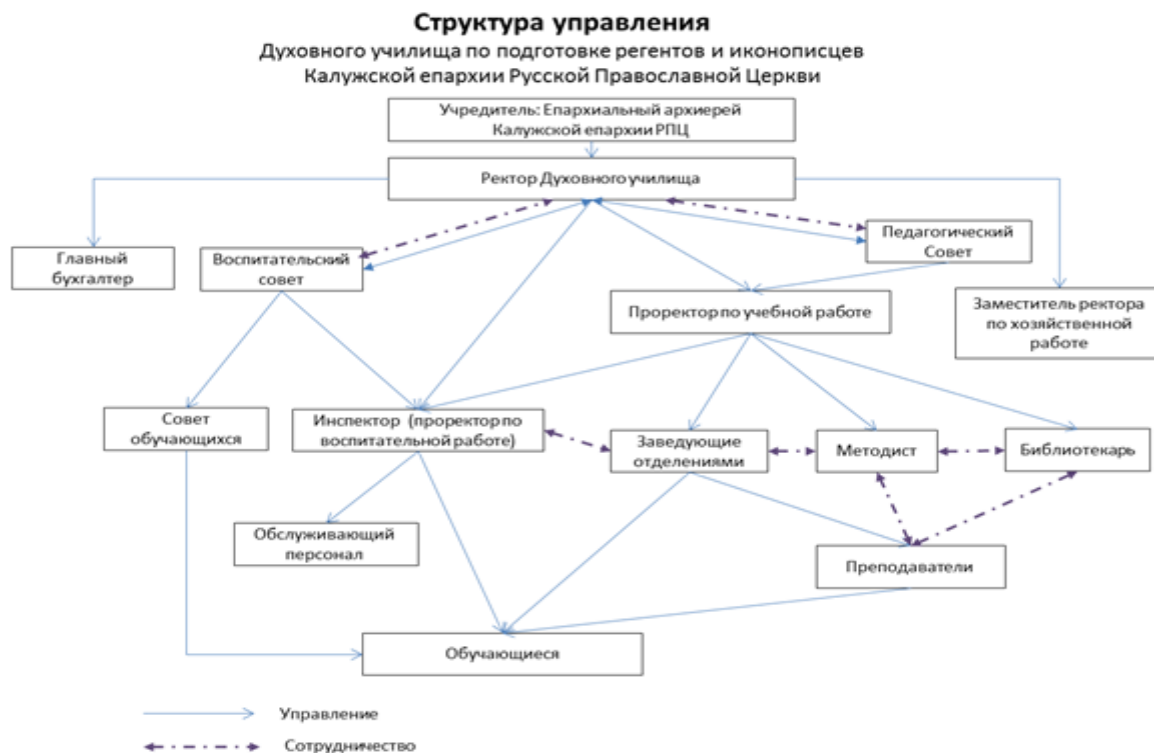 Структура управления
Духовного училища по подготовке регентов и иконописцев
Калужской епархии Русской Православной Церкви
Учредитель: Епархиальный архиерей
Калужской епархии РПЦ
Ректор Духовного училища
Главный
бухгалтер
Воспитательский
совет
Педагогический
Совет
Проректор по учебной работе
Заместитель ректора
по хозяйственной
работе
Совет
обучающихся
Инспектор (проректор по
воспитательной работе)
Заведующие
отделениями
Методист
Библиотекарь
Обслуживающий
персонал
Преподаватели
Обучающиеся
Управление
Сотрудничество